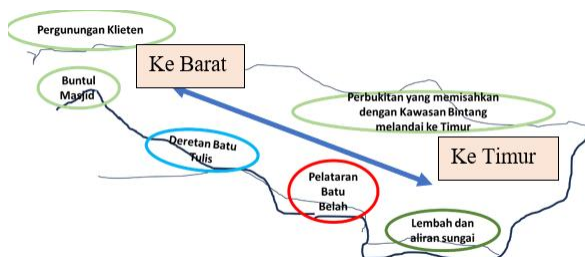 Pergunungan Klieten
Ke Barat
Buntul
Masjid
Perbukitan yang memisahkan
dengan Kawasan Bintang
melandai ke Timur
Deretan Batu
Tulis
Ke Timur
Pelataran
Batu
Belah
Lembah dan
aliran sungai